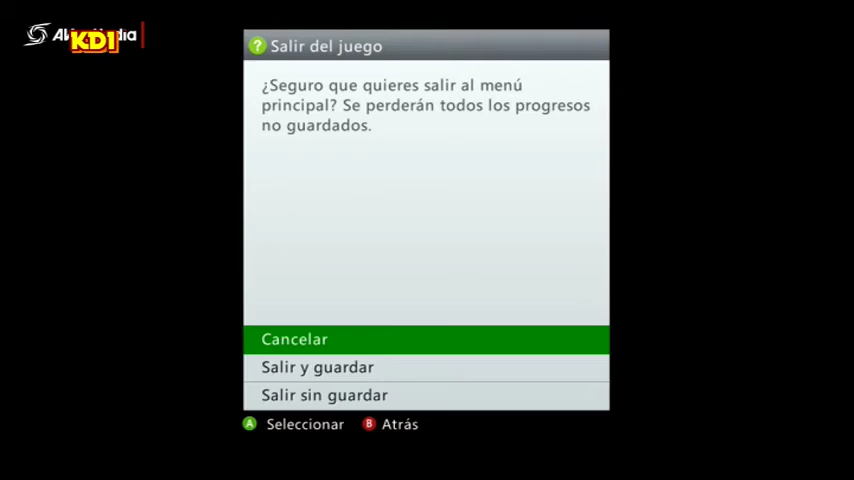 KD1
? Salir del juego
¿Seguro que quieres salir al menú
principal? Se perderán todos los progresos
no guardados.
Cancelar
Salir y guardar
Salir sin guardar
A Seleccionar B Atrás